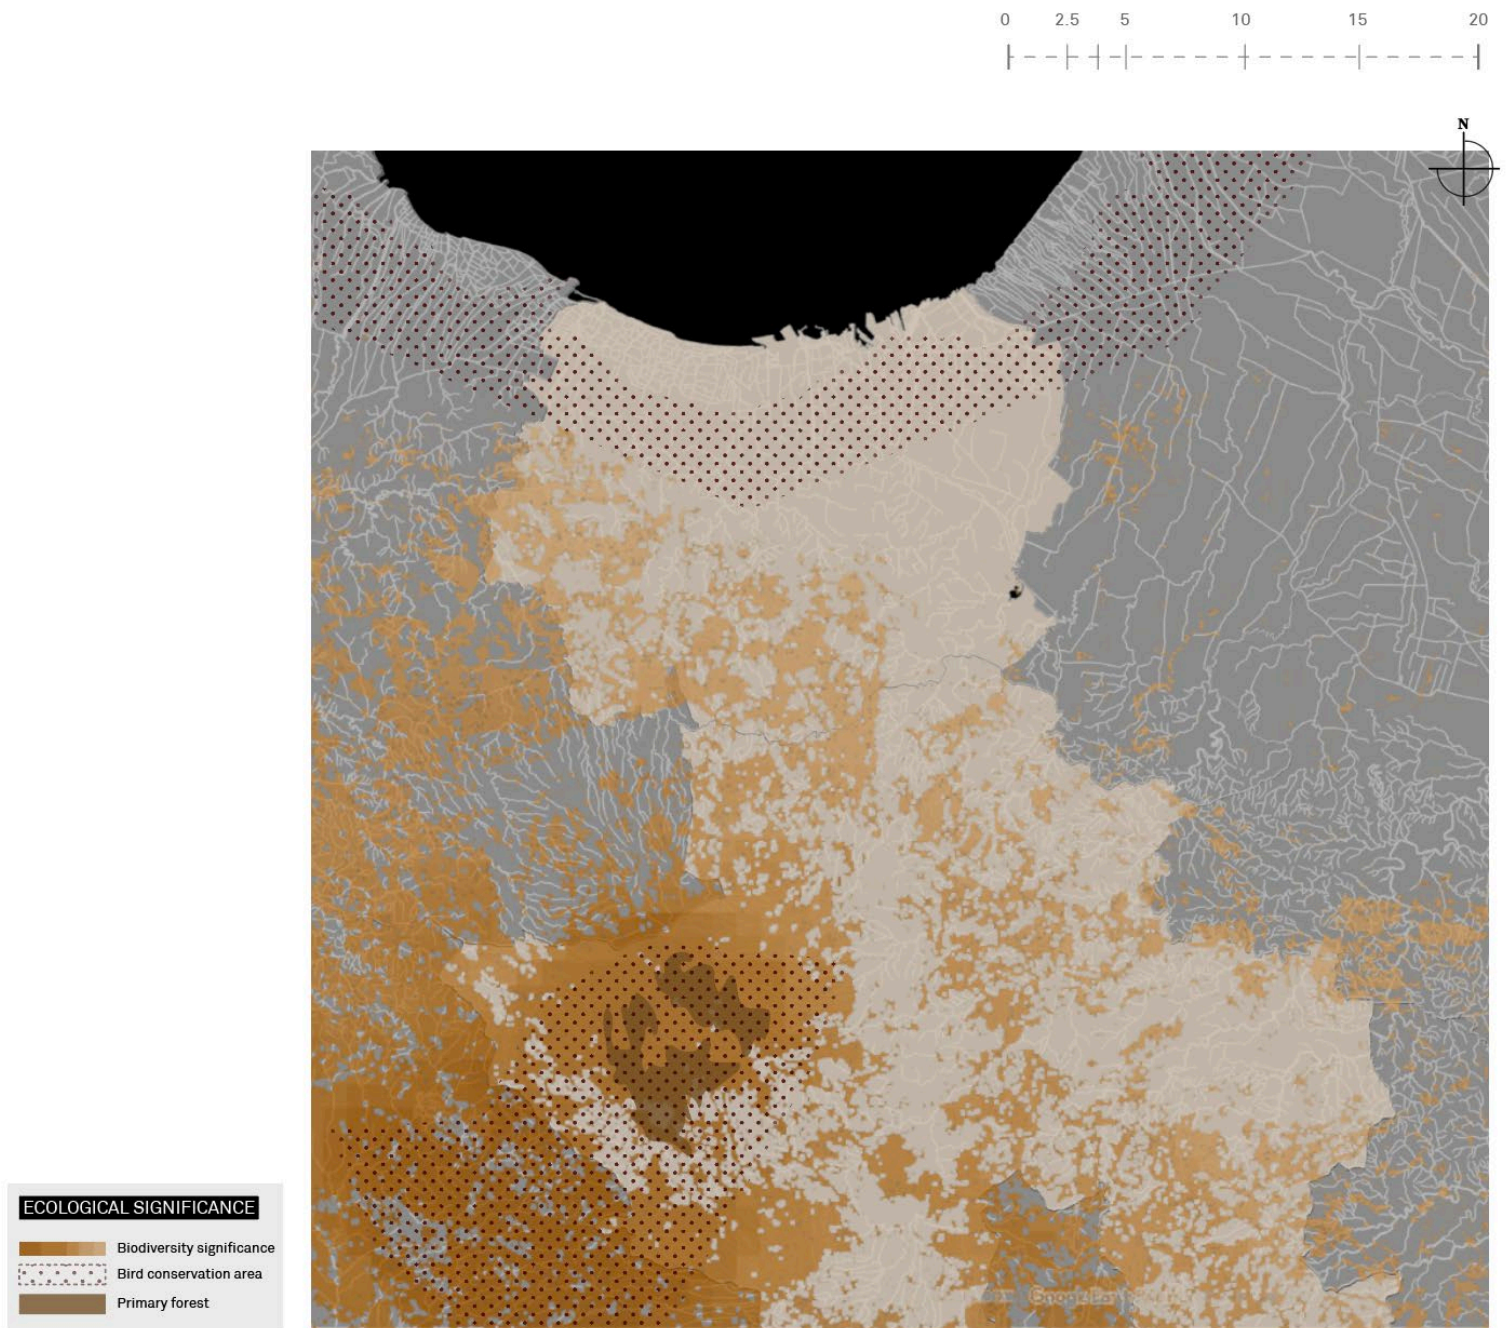 0 2.5 5 10 15 20
N
ECOLOGICAL SIGNIFICANCE
Biodiversity significance
Bird conservation area
Primary forest